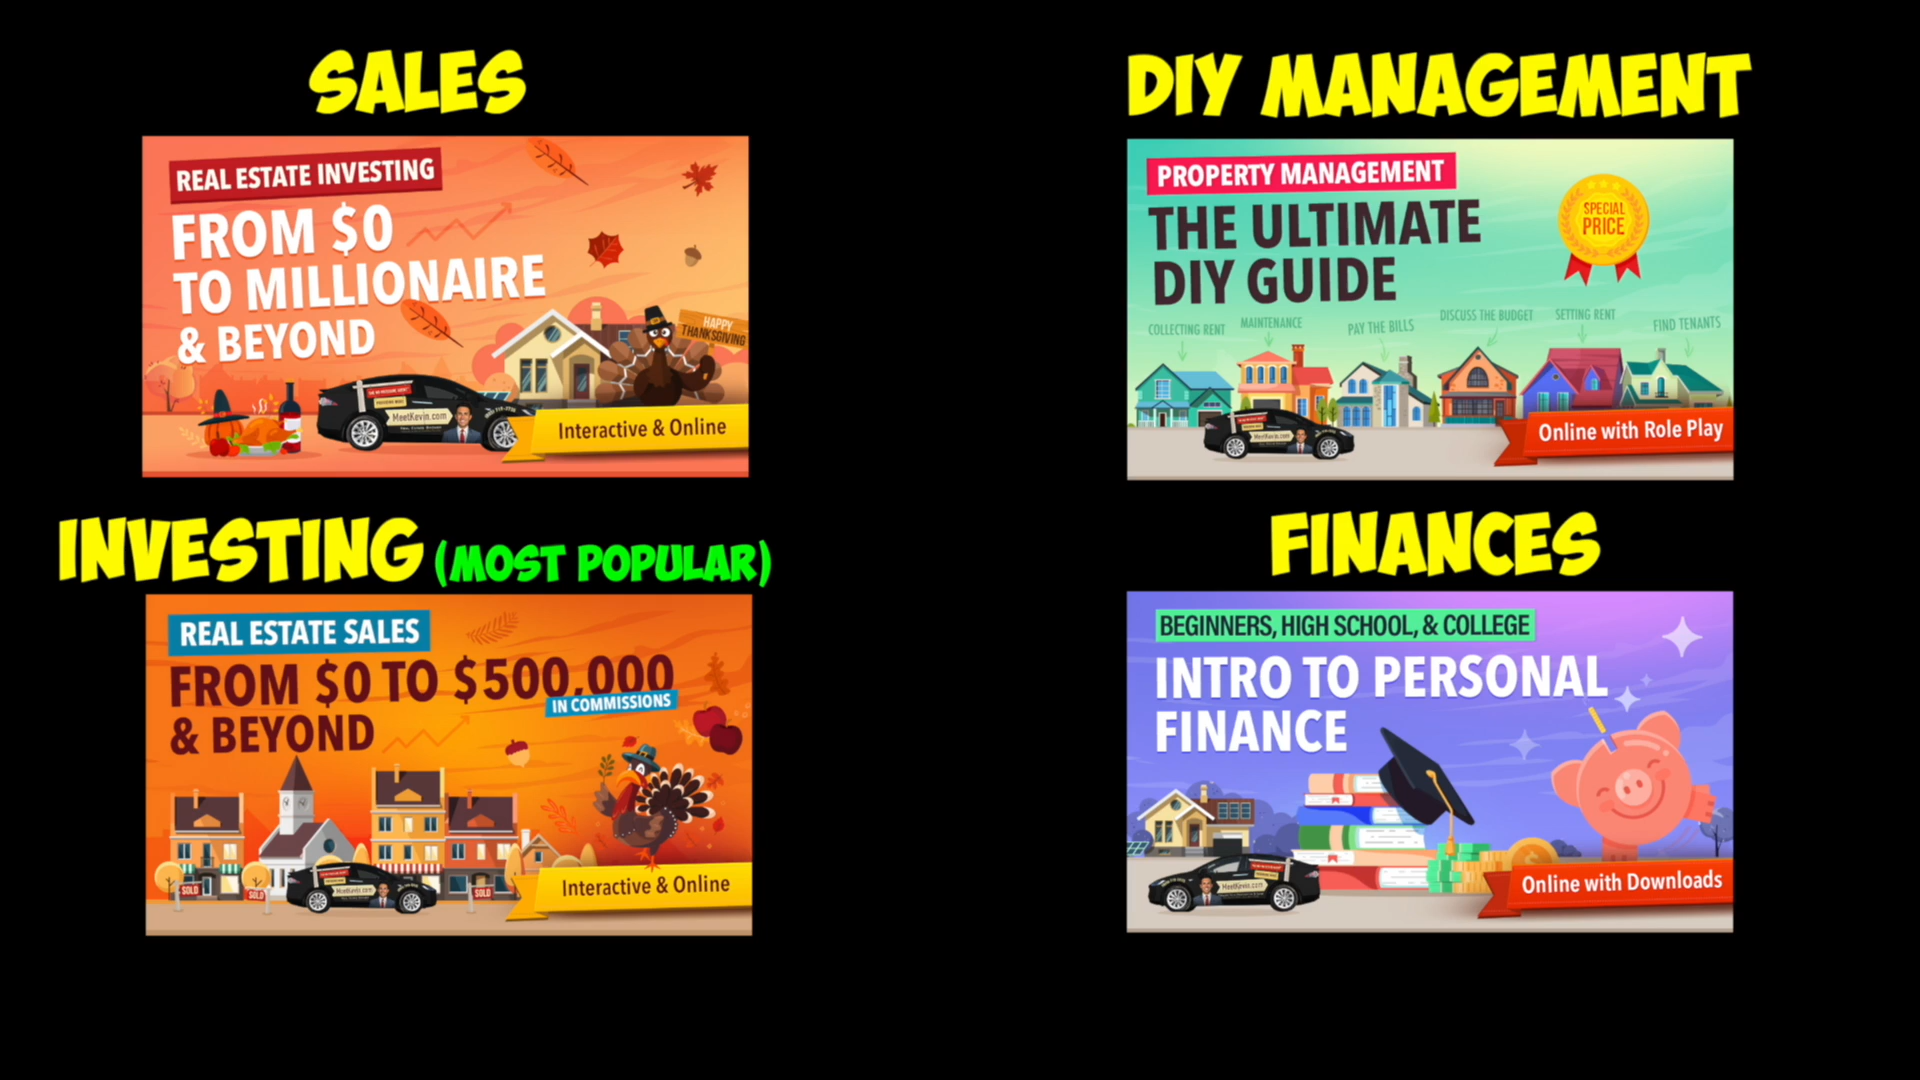 SALES
REAL ESTATE INVESTING
FROM $0
TO MILLIONAIRE
& BEYOND
HAPPY
THANKSGIVING
MeetKevin.com
Interactive & Online
DIY MANAGEMENT
PROPERTY MANAGEMENT
THE ULTIMATE
DIY GUIDE
SPECIAL
PRICE
COLLECTING RENT
MAINTENANCE
PAY THE BILLS
DISCUSS THE BUDGET
SETTING RENT
FIND TENANTS
MeetKevin.com
Online with Role Play
INVESTING (MOST POPULAR)
REAL ESTATE SALES
FROM $0 TO $500,000
IN COMMISSIONS
& BEYOND
SOLD
SOLD
SOLD
MeetKevin.com
Interactive & Online
FINANCES
BEGINNERS, HIGH SCHOOL, & COLLEGE
INTRO TO PERSONAL
FINANCE
MeetKevin.com
Online with Downloads